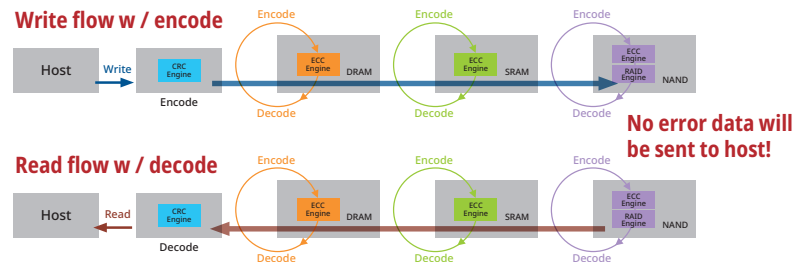 Write flow w / encode
Encode
Encode
Encode
Host
Write
CRC
Engine
Encode
ECC
Engine
DRAM
ECC
Engine
SRAM
ECC
Engine
RAID
Engine
NAND
Decode
Decode
Decode
No error data will
be sent to host!
Read flow w / decode
Encode
Encode
Encode
Host
Read
CRC
Engine
Decode
ECC
Engine
DRAM
ECC
Engine
SRAM
ECC
Engine
RAID
Engine
NAND
Decode
Decode
Decode